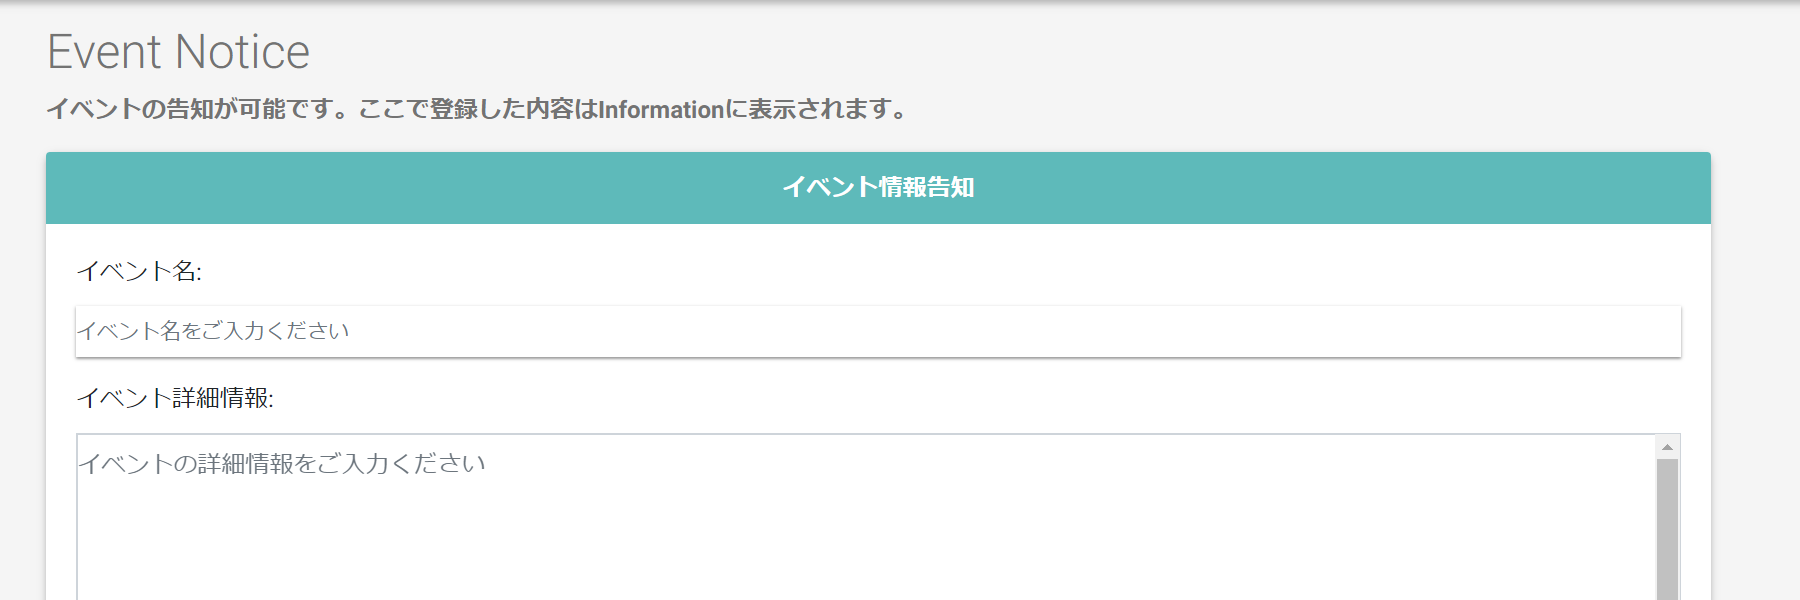 Event Notice
イベントの告知が可能です。ここで登録した内容はInformationに表示されます。
イベント情報告知
イベント名:
イベント名をご入力ください
イベント詳細情報:
イベントの詳細情報をご入力ください